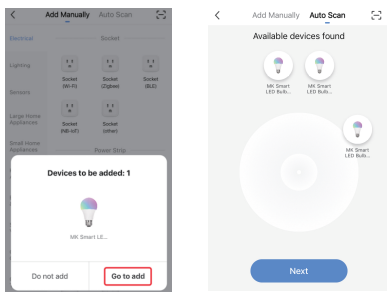 Add Manually Auto Scan
Electrical
Socket
Lighting
Socket
(Wi-Fi)
Socket
(Zigbee)
Socket
(BLE)
Sensors
Large Home
Appliances
Socket
(NB-IoT)
Socket
(other)
Small Home
Appliances
Power Strip
Devices to be added: 1
MK Smart LE...
Do not add
Go to add
Add Manually Auto Scan
Available devices found
MK Smart
LED Bulb...
MK Smart
LED Bulb...
MK Smart
LED Bulb...
Next